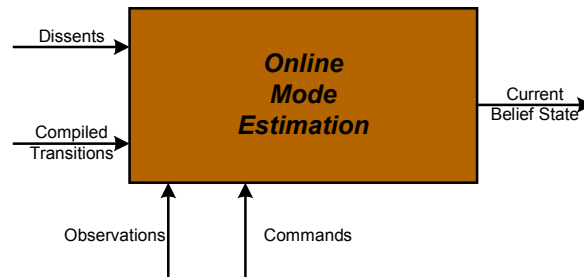 Dissents
Online
Mode
Estimation
Compiled
Transitions
Current
Belief State
Observations
Commands